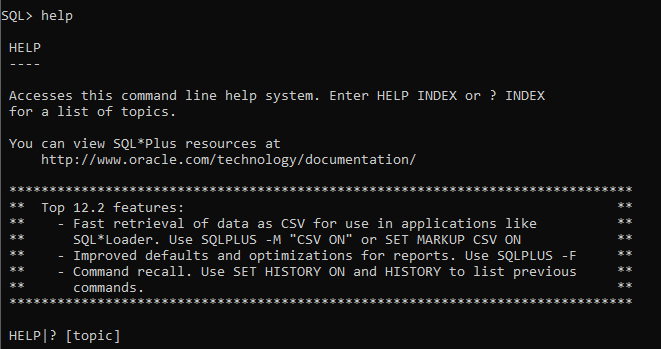 SQL> help

 HELP
 ----

 Accesses this command line help system. Enter HELP INDEX or ? INDEX
 for a list of topics.

 You can view SQL*Plus resources at
     http://www.oracle.com/technology/documentation/

 ******************************************************************************
 **  Top 12.2 features:                                                      **
 **    - Fast retrieval of data as CSV for use in applications like          **
 **      SQL*Loader. Use SQLPLUS -M "CSV ON" or SET MARKUP CSV ON            **
 **    - Improved defaults and optimizations for reports. Use SQLPLUS -F     **
 **    - Command recall. Use SET HISTORY ON and HISTORY to list previous     **
 **      commands.                                                           **
 ******************************************************************************

 HELP|? [topic]